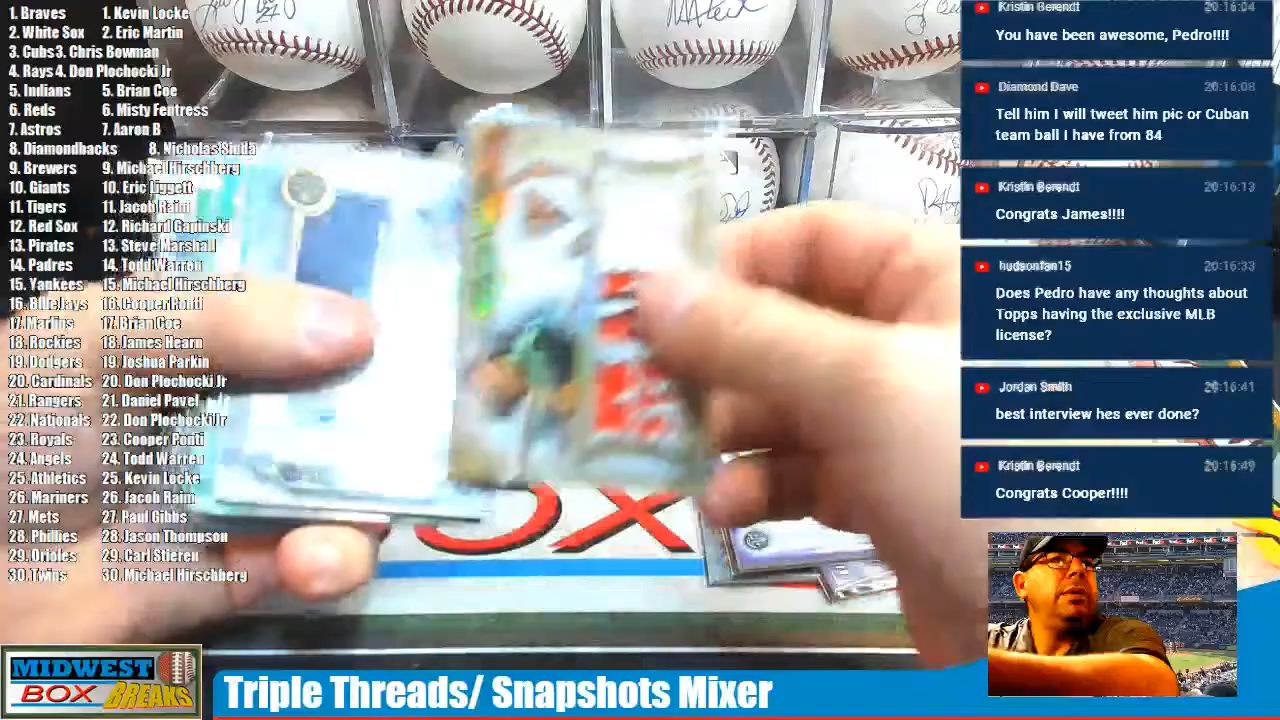 1. Braves 1. Kevin Locke
2. White Sox 2. Eric Martin
3. Cubs 3. Chris Bowman
4. Rays 4. Don Plochocki Jr
5. Indians 5. Brian Coe
6. Reds 6. Misty Fentress
7. Astros 7. Aaron B
8. Diamondbacks 8. Nicholas Siuda
9. Brewers 9. Michael Hirschberg
10. Giants 10. Eric Liggett
11. Tigers 11. Jacob Raim
12. Red Sox 12. Richard Gapinski
13. Pirates 13. Steve Marshall
14. Padres 14. Todd Warren
15. Yankees 15. Michael Hirschberg
16. Blue Jays 16. Cooper Ponti
17. Marlins 17. Brian Coe
18. Rockies 18. James Hearn
19. Dodgers 19. Joshua Parkin
20. Cardinals 20. Don Plochocki Jr
21. Rangers 21. Daniel Pavel
22. Nationals 22. Don Plochocki Jr
23. Royals 23. Cooper Ponti
24. Angels 24. Todd Warren
25. Athletics 25. Kevin Locke
26. Mariners 26. Jacob Raim
27. Mets 27. Paul Gibbs
28. Phillies 28. Jason Thompson
29. Orioles 29. Carl Stieren
30. Twins 30. Michael Hirschberg
Kristin Berendt 20:16:04
You have been awesome, Pedro!!!!
Diamond Dave 20:16:08
Tell him I will tweet him pic or Cuban
team ball I have from 84
Kristin Berendt 20:16:13
Congrats James!!!!
hudsonfan15 20:16:33
Does Pedro have any thoughts about
Topps having the exclusive MLB
license?
Jordan Smith 20:16:41
best interview hes ever done?
Kristin Berendt 20:16:49
Congrats Cooper!!!!
OX
MIDWEST
BOX BREAKS
Triple Threads/ Snapshots Mixer